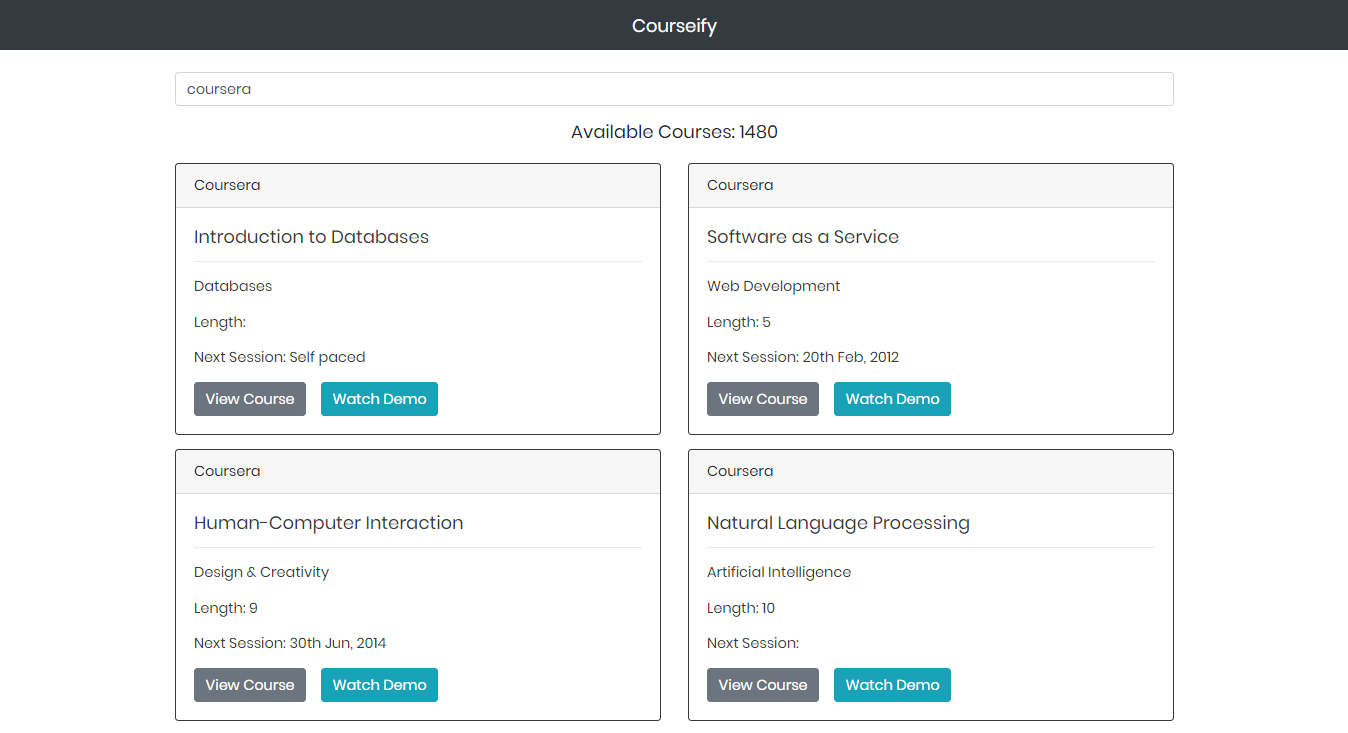 Courseify
coursera
Available Courses: 1480
Coursera
Introduction to Databases
Databases
Length:
Next Session: Self paced
View Course Watch Demo
Coursera
Software as a Service
Web Development
Length: 5
Next Session: 20th Feb, 2012
View Course Watch Demo
Coursera
Human-Computer Interaction
Design & Creativity
Length: 9
Next Session: 30th Jun, 2014
View Course Watch Demo
Coursera
Natural Language Processing
Artificial Intelligence
Length: 10
Next Session:
View Course Watch Demo